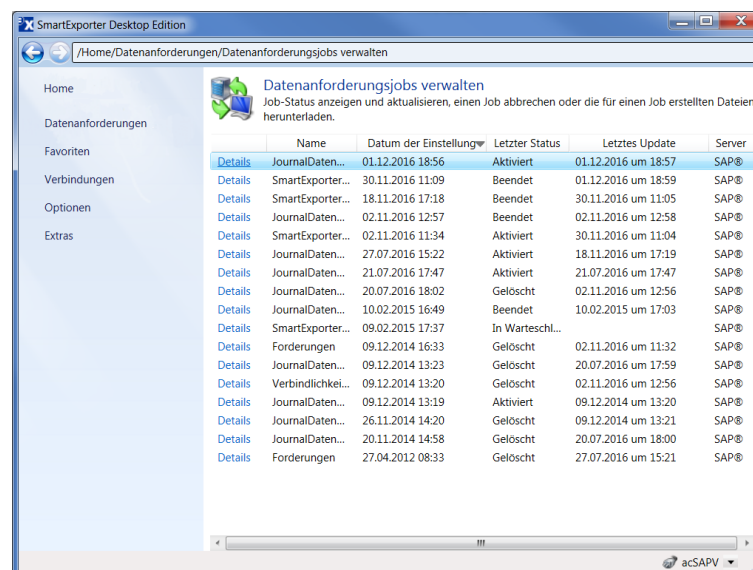 SmartExporter Desktop Edition
/Home/Datenanforderungen/Datenanforderungsjobs verwalten
Home
Datenanforderungen
Favoriten
Verbindungen
Optionen
Extras
Datenanforderungsjobs verwalten
Job-Status anzeigen und aktualisieren, einen Job abbrechen oder die für einen Job erstellten Dateien
herunterladen.
Name Datum der Einstellung Letzter Status Letztes Update Server
Details JournalDaten... 01.12.2016 18:56 Aktiviert 01.12.2016 um 18:57 SAP®
Details SmartExporter... 30.11.2016 11:09 Beendet 01.12.2016 um 18:59 SAP®
Details SmartExporter... 18.11.2016 17:18 Beendet 30.11.2016 um 11:05 SAP®
Details JournalDaten... 02.11.2016 12:57 Beendet 02.11.2016 um 12:58 SAP®
Details SmartExporter... 02.11.2016 11:34 Aktiviert 30.11.2016 um 11:04 SAP®
Details JournalDaten... 27.07.2016 15:22 Aktiviert 18.11.2016 um 17:19 SAP®
Details JournalDaten... 21.07.2016 17:47 Aktiviert 21.07.2016 um 17:47 SAP®
Details JournalDaten... 20.07.2016 18:02 Gelöscht 02.11.2016 um 12:56 SAP®
Details JournalDaten... 10.02.2015 16:49 Beendet 10.02.2015 um 17:03 SAP®
Details SmartExporter... 09.02.2015 17:37 In Warteschl... SAP®
Details Forderungen 09.12.2014 16:33 Gelöscht 02.11.2016 um 11:32 SAP®
Details JournalDaten... 09.12.2014 13:23 Gelöscht 20.07.2016 um 17:59 SAP®
Details Verbindlichkei... 09.12.2014 13:20 Gelöscht 02.11.2016 um 12:56 SAP®
Details JournalDaten... 09.12.2014 13:19 Aktiviert 09.12.2014 um 13:20 SAP®
Details JournalDaten... 26.11.2014 14:20 Gelöscht 09.12.2014 um 13:21 SAP®
Details JournalDaten... 20.11.2014 14:58 Gelöscht 20.07.2016 um 18:00 SAP®
Details Forderungen 27.04.2012 08:33 Gelöscht 27.07.2016 um 15:21 SAP®
acSAPV